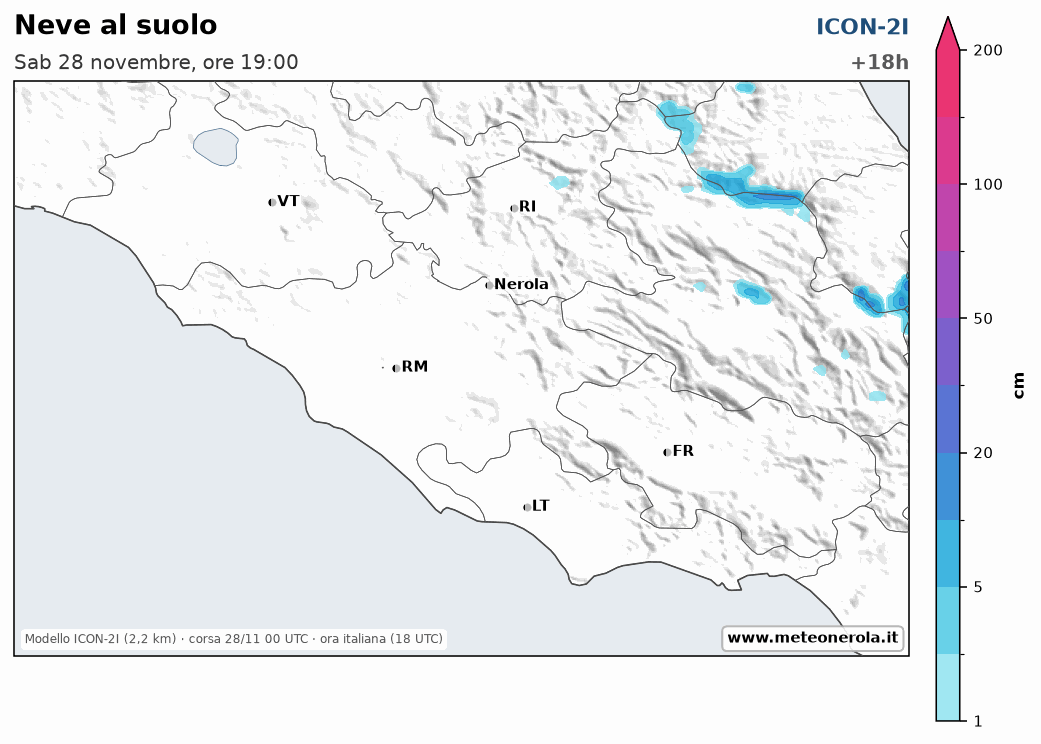 Neve al suolo
ICON-2I
Sab 28 novembre, ore 19:00
+18h
VT
RI
Nerola
RM
FR
LT
Modello ICON-2I (2,2 km) · corsa 28/11 00 UTC · ora italiana (18 UTC)
www.meteonerola.it
200
100
50
20
5
1
cm